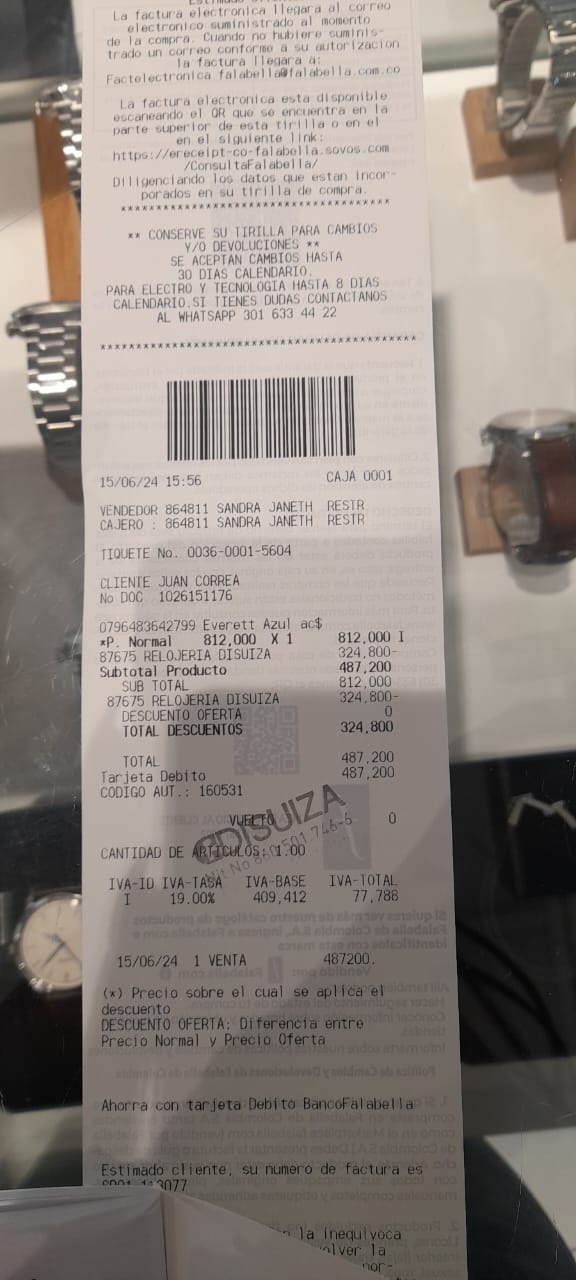 La factura electronica llegara al correo
electronico suministrado al momento
de la compra. Cuando no hubiere suminis-
trado un correo conforme a su autorizacion
la factura llegara a:
Factelectronica falabella@falabella.com.co
La factura electronica esta disponible
escaneando el QR que se encuentra en la
parte superior de esta tirilla o en el
en el siguiente link:
https://ereceipt-co-falabella.sovos.com
/ConsultaFalabella/
Diligenciando los datos que estan incor-
porados en su tirilla de compra.
****************************************
** CONSERVE SU TIRILLA PARA CAMBIOS
Y/O DEVOLUCIONES **
SE ACEPTAN CAMBIOS HASTA
30 DIAS CALENDARIO.
PARA ELECTRO Y TECNOLOGIA HASTA 8 DIAS
CALENDARIO.SI TIENES DUDAS CONTACTANOS
AL WHATSAPP 301 633 44 22
****************************************
15/06/24 15:56 CAJA 0001
VENDEDOR 864811 SANDRA JANETH RESTR
CAJERO : 864811 SANDRA JANETH RESTR
TIQUETE No. 0036-0001-5604
CLIENTE JUAN CORREA
No DOC 1026151176
0796483642799 Everett Azul ac$
*P. Normal 812,000 X 1 812,000 I
87675 RELOJERIA DISUIZA 324,800-
Subtotal Producto 487,200
SUB TOTAL 812,000
87675 RELOJERIA DISUIZA 324,800-
DESCUENTO OFERTA 0
TOTAL DESCUENTOS 324,800
TOTAL 487,200
Tarjeta Debito 487,200
CODIGO AUT.: 160531
VUELTO 0
DISUIZA
CANTIDAD DE ARTICULOS: 1.00
IVA-ID IVA-TASA IVA-BASE IVA-TOTAL
I 19.00% 409,412 77,788
15/06/24 1 VENTA 487200.
(*) Precio sobre el cual se aplica el
descuento
DESCUENTO OFERTA: Diferencia entre
Precio Normal y Precio Oferta
Ahorra con tarjeta Debito BancoFalabella
Estimado cliente, su numero de factura es
la inequivoca